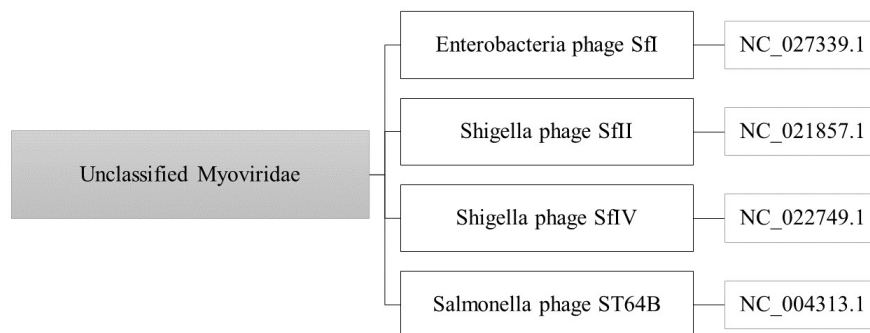 Unclassified Myoviridae
Enterobacteria phage SfI
NC_027339.1
Shigella phage SfII
NC_021857.1
Shigella phage SfIV
NC_022749.1
Salmonella phage ST64B
NC_004313.1